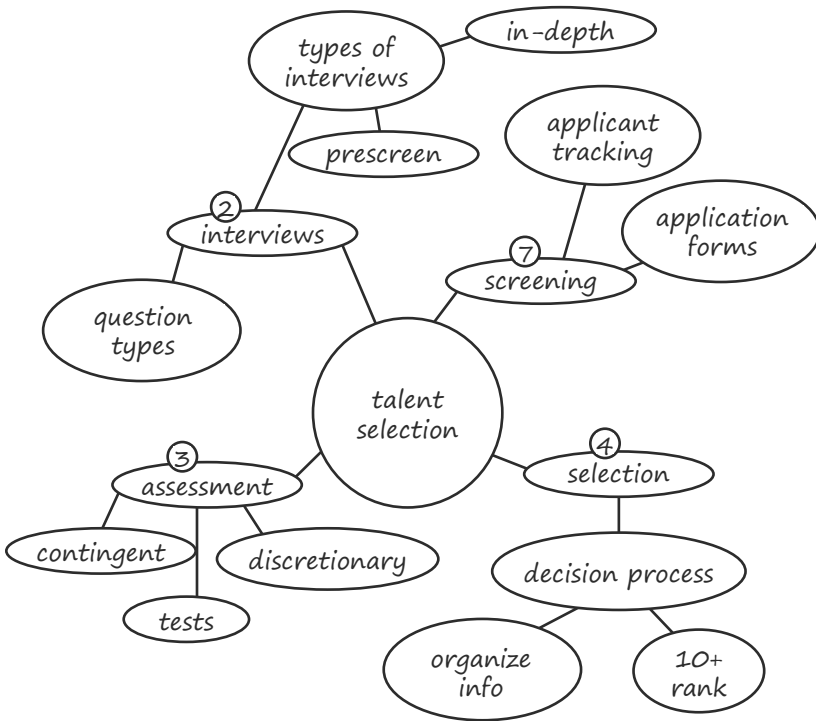 types of
interviews
in-depth
prescreen
applicant
tracking
2
interviews
application
forms
7
screening
question
types
talent
selection
3
assessment
4
selection
contingent
discretionary
tests
decision process
organize
info
10+
rank